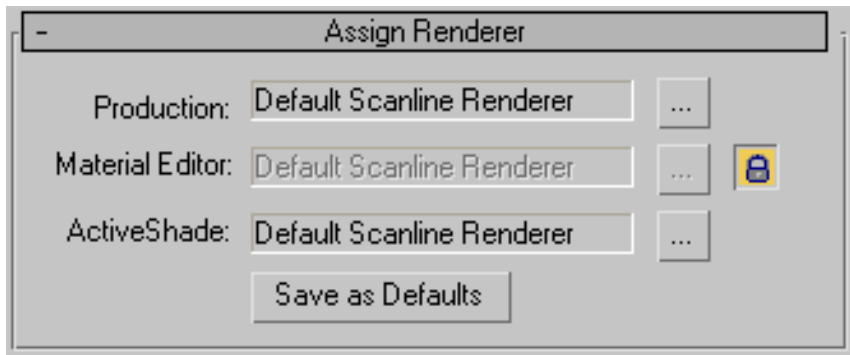 - Assign Renderer
Production: Default Scanline Renderer ...
Material Editor: Default Scanline Renderer ...
ActiveShade: Default Scanline Renderer ...
Save as Defaults